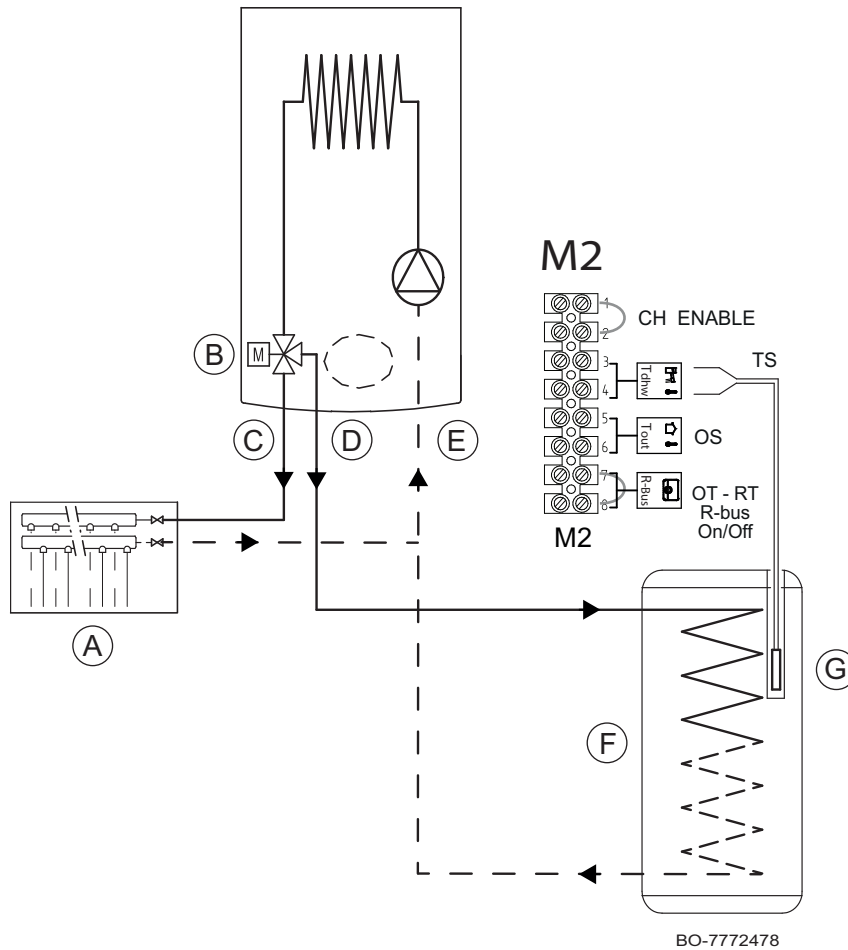 M2
1
CH ENABLE
2
B
M
3
Tdhw
TS
4
C
D
E
5
Tout
OS
6
7
R-Bus
OT - RT
R-bus
On/Off
8
M2
A
G
F
BO-7772478